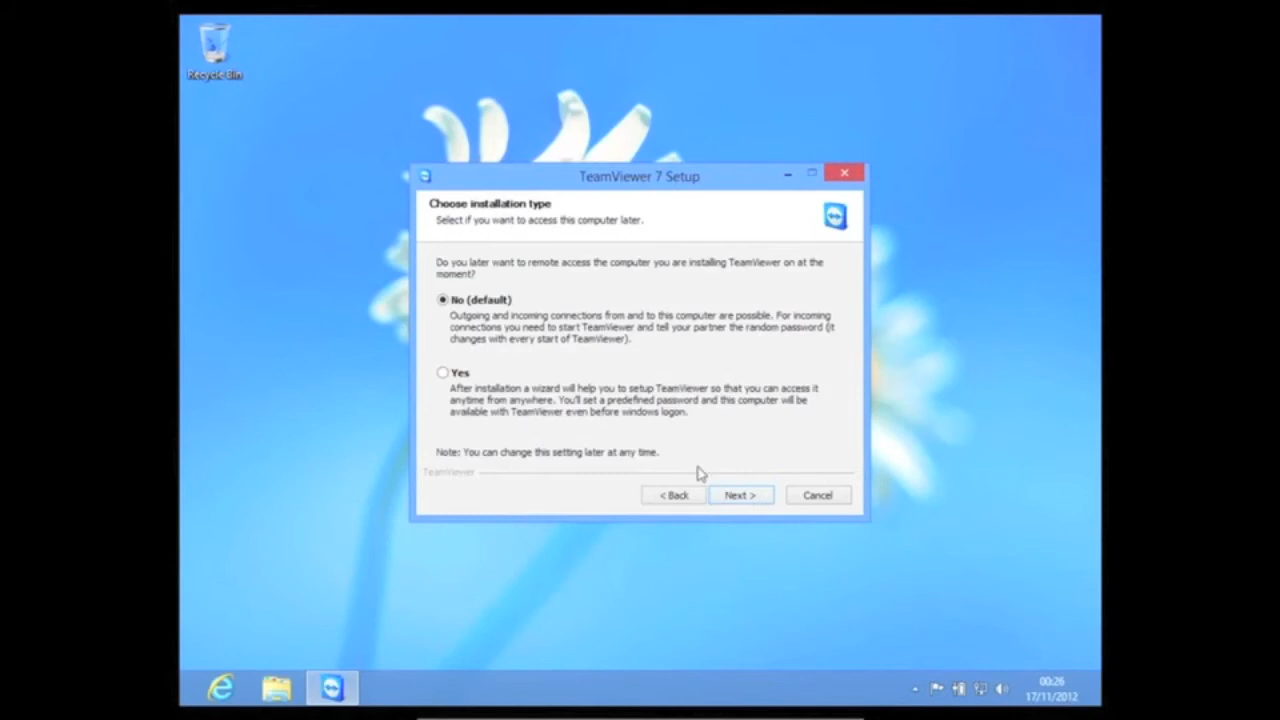 Recycle Bin
TeamViewer 7 Setup
Choose installation type
Select if you want to access this computer later.
Do you later want to remote access the computer you are installing TeamViewer on at the
moment?
No (default)
Outgoing and incoming connections from and to this computer are possible. For incoming
connections you need to start TeamViewer and tell your partner the random password (it
changes with every start of TeamViewer).
Yes
After installation a wizard will help you to setup TeamViewer so that you can access it
anytime from anywhere. You'll set a predefined password and this computer will be
available with TeamViewer even before windows logon.
Note: You can change this setting later at any time.
TeamViewer
< Back
Next >
Cancel
00:26
17/11/2012